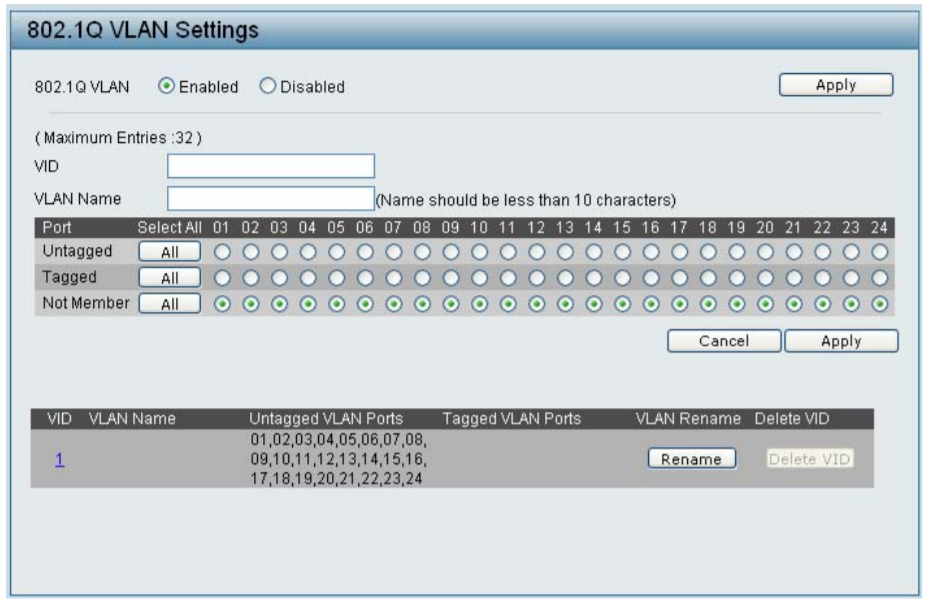 802.1Q VLAN Settings
802.1Q VLAN Enabled Disabled Apply
( Maximum Entries :32 )
VID
VLAN Name (Name should be less than 10 characters)
Port Select All 01 02 03 04 05 06 07 08 09 10 11 12 13 14 15 16 17 18 19 20 21 22 23 24
Untagged All
Tagged All
Not Member All
Cancel Apply
VID VLAN Name Untagged VLAN Ports Tagged VLAN Ports VLAN Rename Delete VID
01,02,03,04,05,06,07,08,
1 09,10,11,12,13,14,15,16, Rename Delete VID
17,18,19,20,21,22,23,24